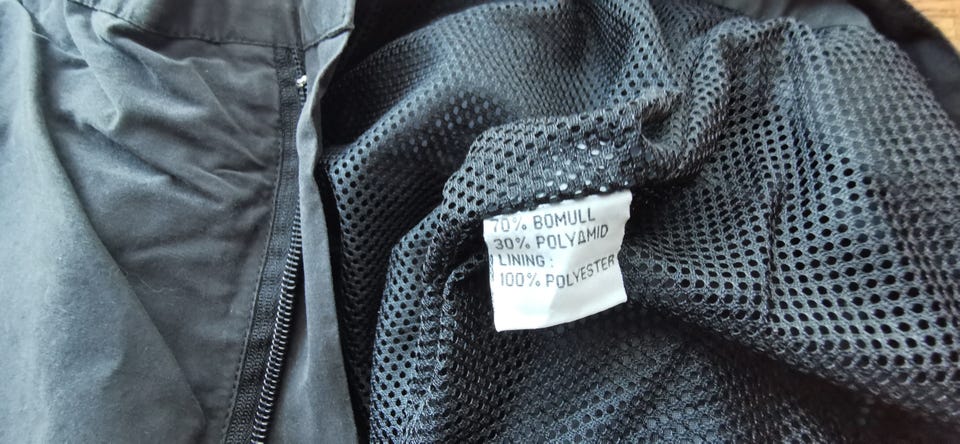 70% BOMULL
30% POLYAMID
LINING :
100% POLYESTER